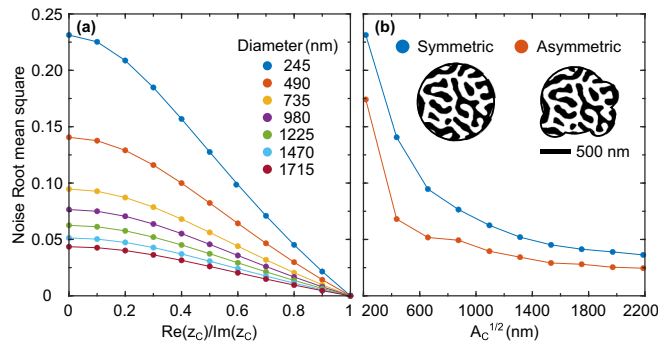 (a)
Diameter (nm)
245
490
735
980
1225
1470
1715
Noise Root mean square
0.25
0.20
0.15
0.10
0.05
0
0 0.2 0.4 0.6 0.8 1
Re(z_C)/Im(z_C)
(b)
Symmetric Asymmetric
500 nm
200 600 1000 1400 1800 2200
A_C^1/2 (nm)